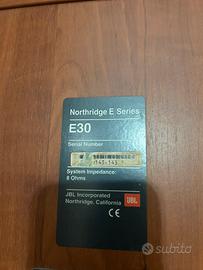 Northridge E Series
E30
Serial Number
System Impedance:
8 Ohms
JBL Incorporated
Northridge, California
JBL
CE
subito